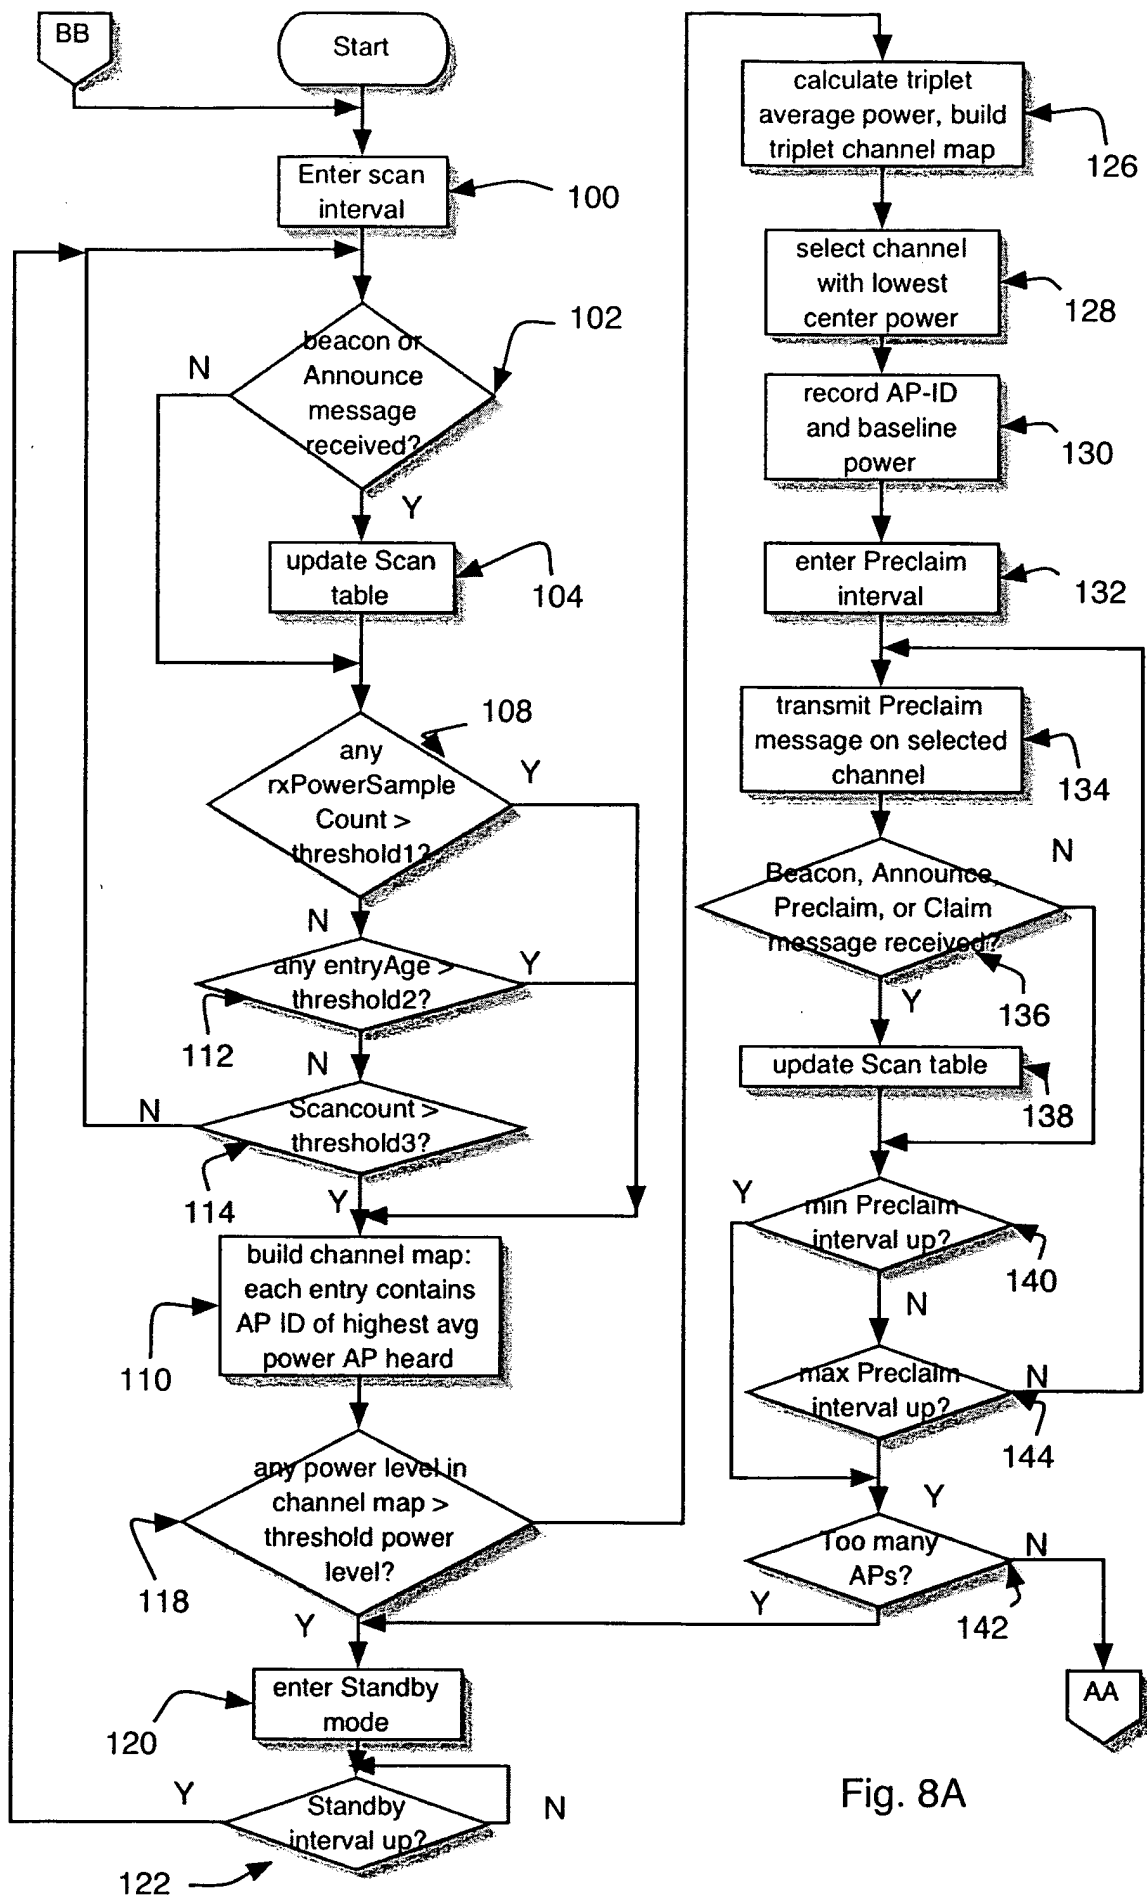 BB
Start
Enter scan
interval
100
beacon or
Announce
message
received?
102
N
Y
update Scan
table
104
any
rxPowerSample
Count >
threshold1?
108
Y
N
any entryAge >
threshold2?
Y
112
N
Scancount >
threshold3?
N
114
Y
build channel map:
each entry contains
AP ID of highest avg
power AP heard
110
any power level in
channel map >
threshold power
level?
118
Y
enter Standby
mode
120
Y
Standby
interval up?
N
122
calculate triplet
average power, build
triplet channel map
126
select channel
with lowest
center power
128
record AP-ID
and baseline
power
130
enter Preclaim
interval
132
transmit Preclaim
message on selected
channel
134
N
Beacon, Announce,
Preclaim, or Claim
message received?
136
Y
update Scan table
138
Y
min Preclaim
interval up?
140
N
max Preclaim
interval up?
N
144
Y
Too many
APs?
N
Y
142
AA
Fig. 8A